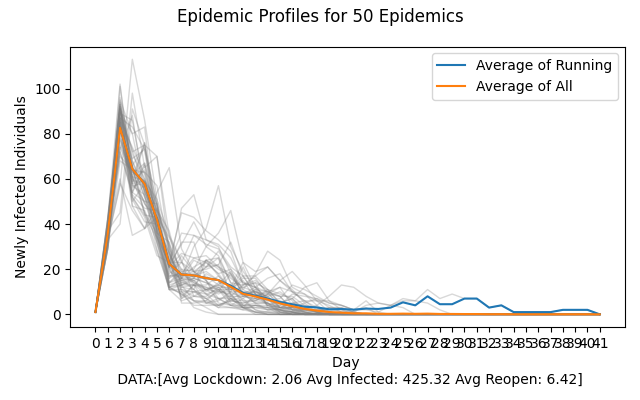 Epidemic Profiles for 50 Epidemics
Average of Running
Average of All
Newly Infected Individuals
100
80
60
40
20
0
0 1 2 3 4 5 6 7 8 9 10 11 12 13 14 15 16 17 18 19 20 21 22 23 24 25 26 27 28 29 30 31 32 33 34 35 36 37 38 39 40 41
Day
DATA:[Avg Lockdown: 2.06 Avg Infected: 425.32 Avg Reopen: 6.42]